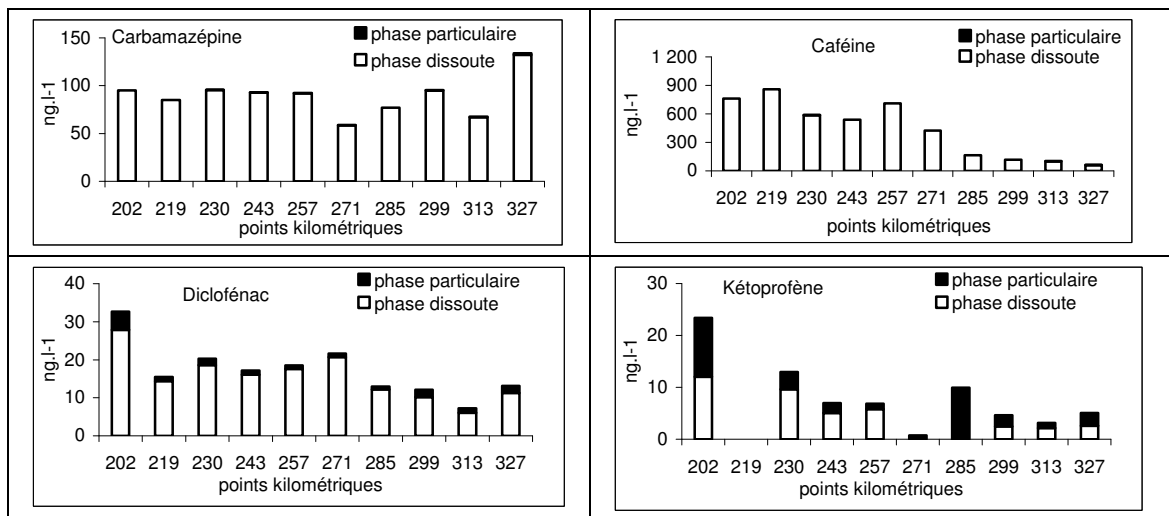 Carbamazépine
phase particulaire
phase dissoute
ng.l-1
150
100
50
0
202 219 230 243 257 271 285 299 313 327
points kilométriques
Caféine
phase particulaire
phase dissoute
ng.l-1
1 200
900
600
300
0
202 219 230 243 257 271 285 299 313 327
points kilométriques
Diclofénac
phase particulaire
phase dissoute
ng.l-1
40
30
20
10
0
202 219 230 243 257 271 285 299 313 327
points kilométriques
Kétoprofène
phase particulaire
phase dissoute
ng.l-1
30
20
10
0
202 219 230 243 257 271 285 299 313 327
points kilométriques